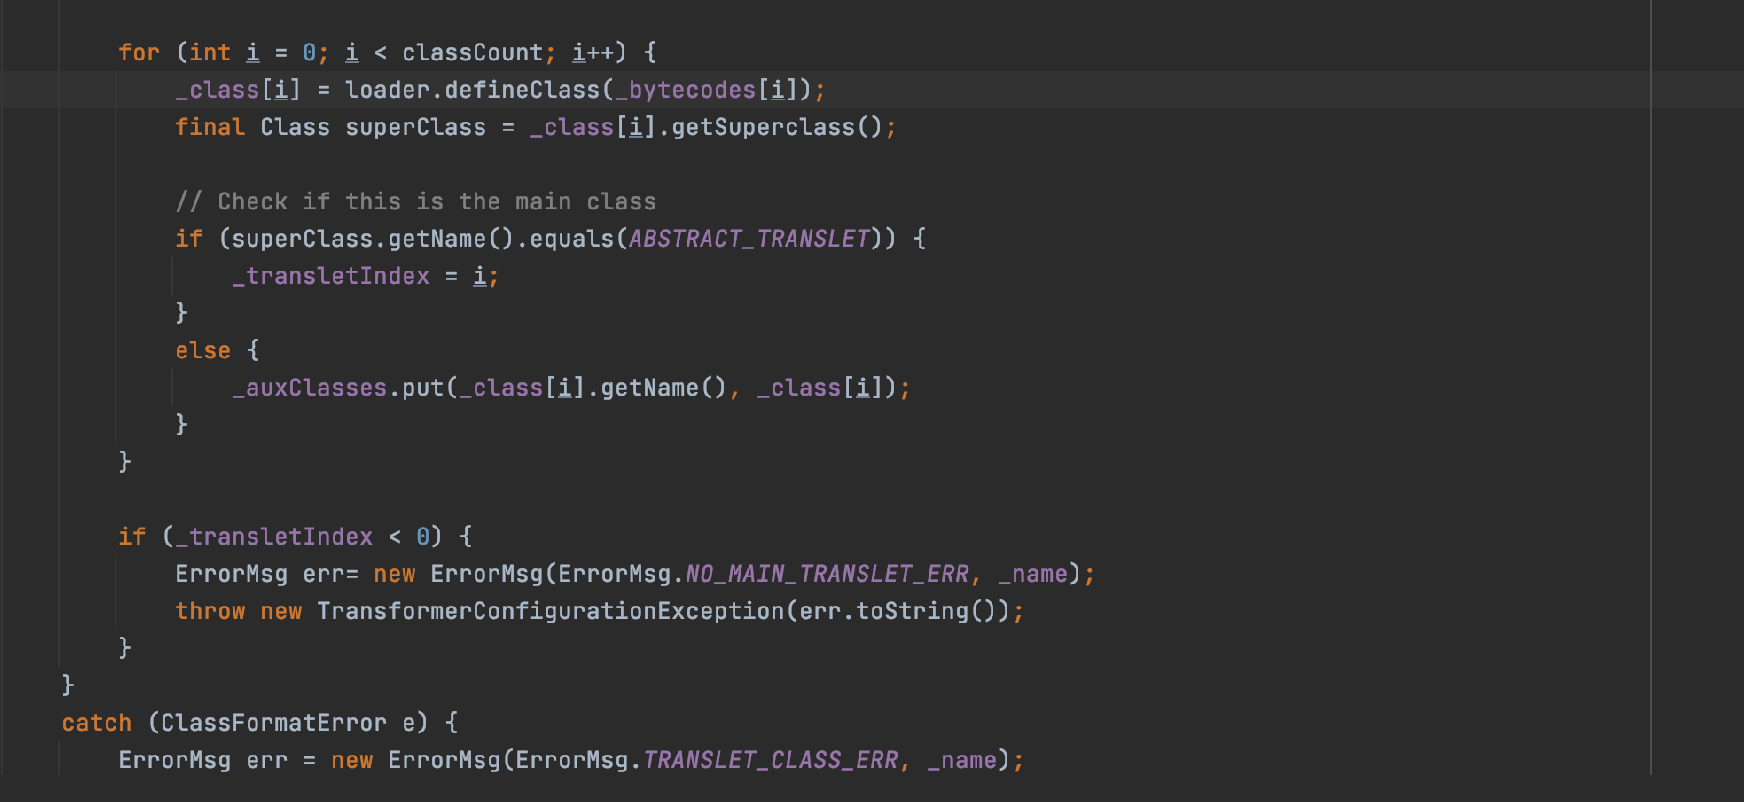 for (int i = 0; i < classCount; i++) {
_class[i] = loader.defineClass(_bytecodes[i]);
final Class superClass = _class[i].getSuperclass();
// Check if this is the main class
if (superClass.getName().equals(ABSTRACT_TRANSLET)) {
_transletIndex = i;
}
else {
_auxClasses.put(_class[i].getName(), _class[i]);
}
}
if (_transletIndex < 0) {
ErrorMsg err= new ErrorMsg(ErrorMsg.NO_MAIN_TRANSLET_ERR, _name);
throw new TransformerConfigurationException(err.toString());
}
}
catch (ClassFormatError e) {
ErrorMsg err = new ErrorMsg(ErrorMsg.TRANSLET_CLASS_ERR, _name);